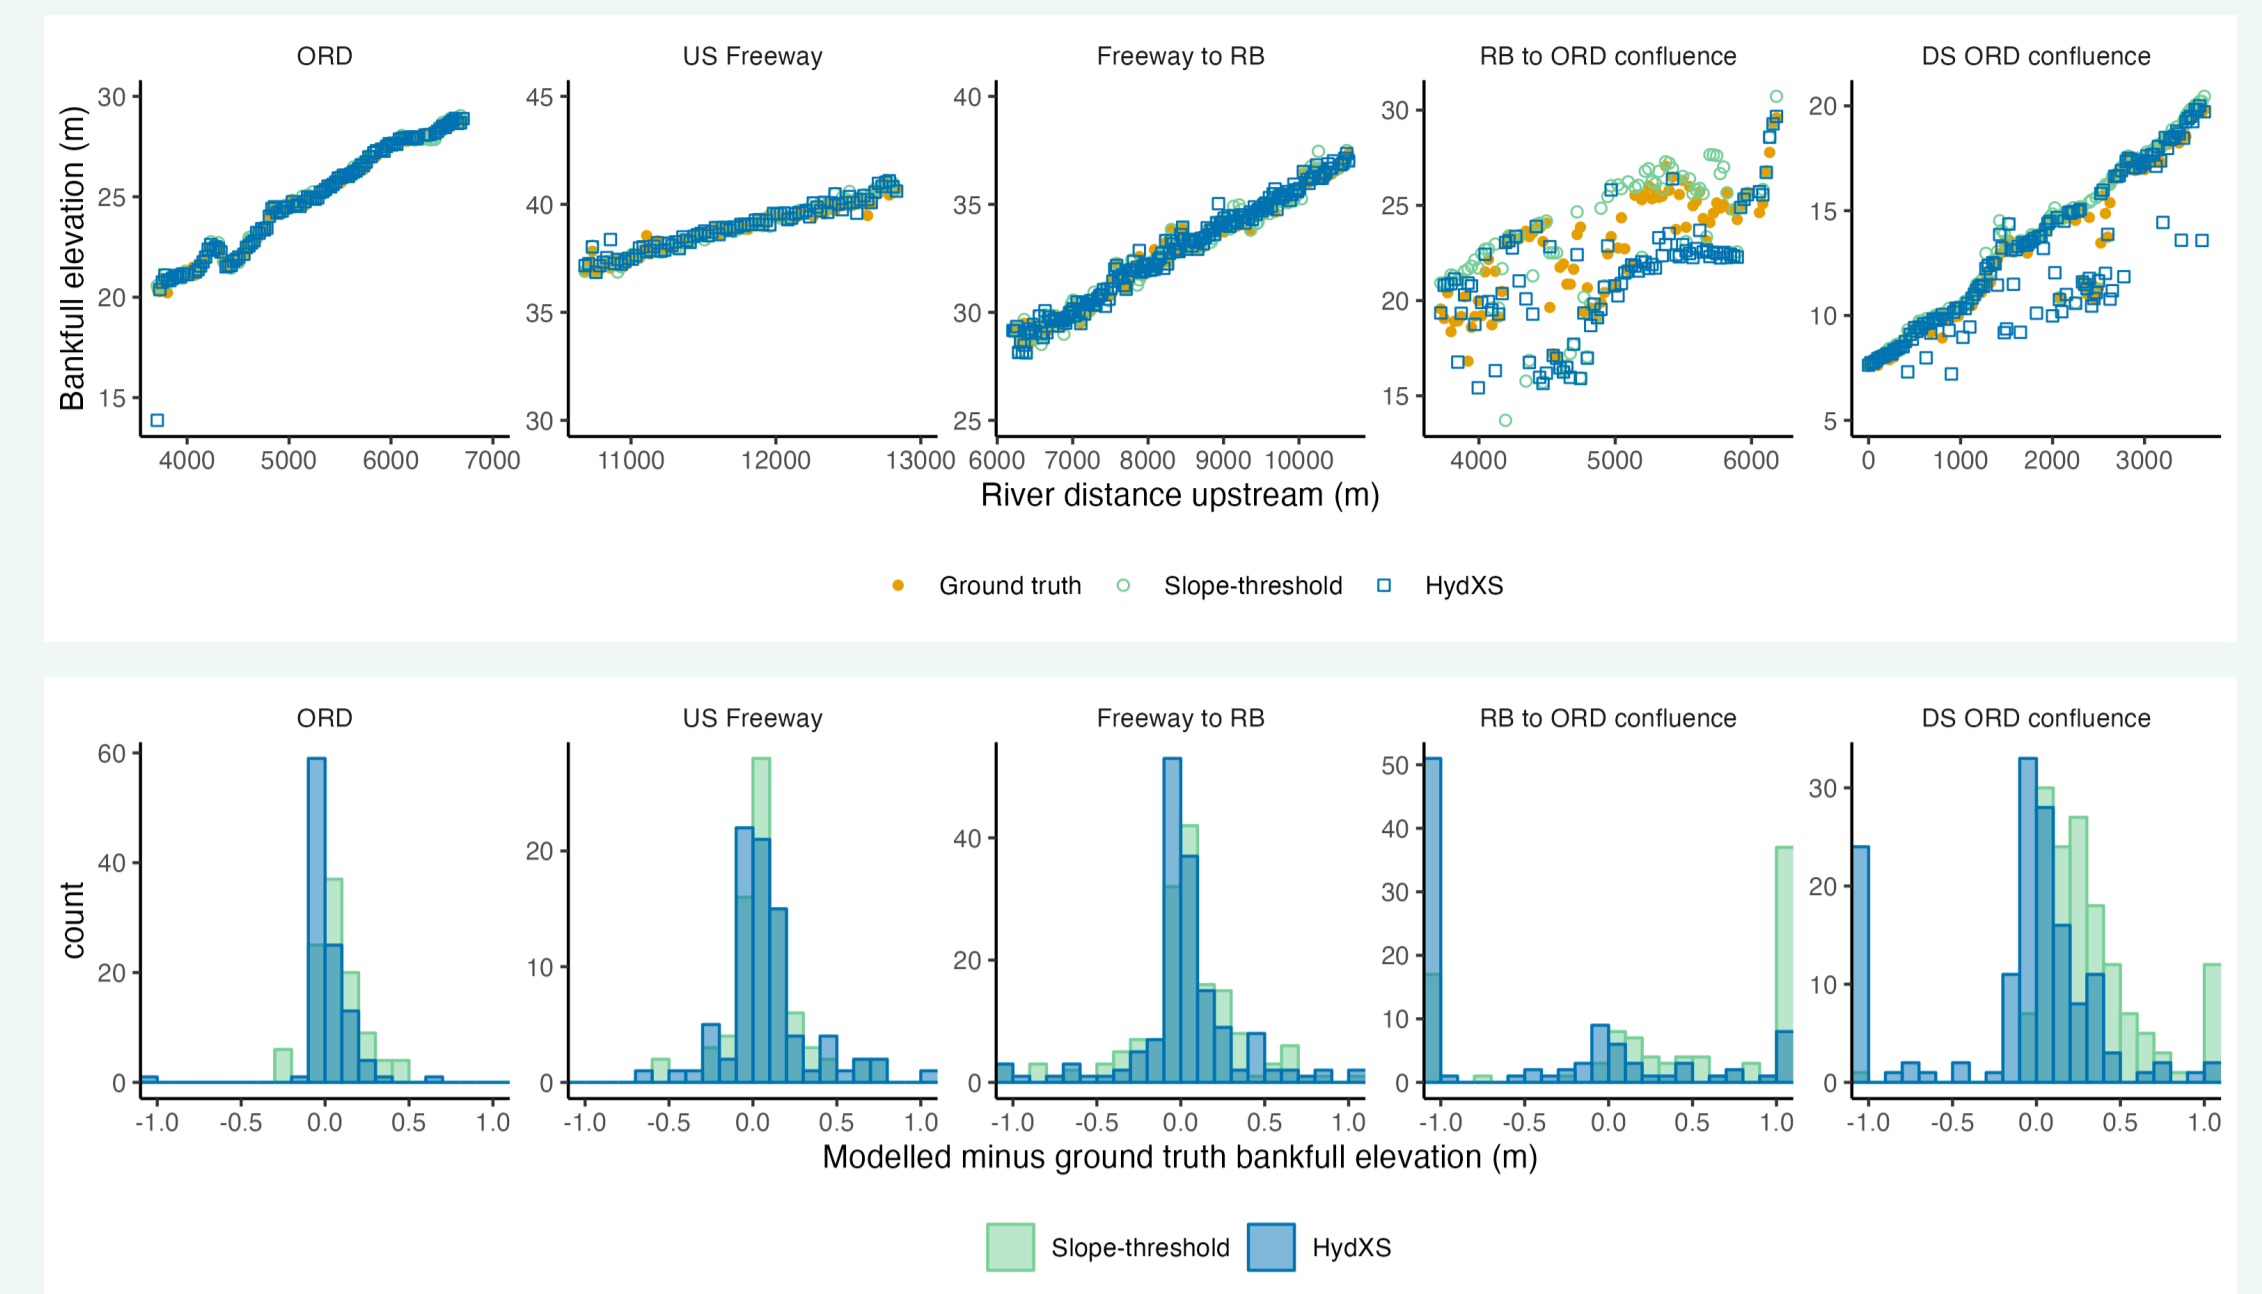 ORD US Freeway Freeway to RB RB to ORD confluence DS ORD confluence
Bankfull elevation (m)
30 25 20 15
45 40 35 30
40 35 30 25
30 25 20 15
20 15 10 5
4000 5000 6000 7000 11000 12000 13000 6000 7000 8000 9000 10000 4000 5000 6000 0 1000 2000 3000
River distance upstream (m)
Ground truth Slope-threshold HydXS
ORD US Freeway Freeway to RB RB to ORD confluence DS ORD confluence
count
60 40 20 0
20 10 0
40 20 0
50 40 30 20 10 0
30 20 10 0
-1.0 -0.5 0.0 0.5 1.0 -1.0 -0.5 0.0 0.5 1.0 -1.0 -0.5 0.0 0.5 1.0 -1.0 -0.5 0.0 0.5 1.0 -1.0 -0.5 0.0 0.5 1.0
Modelled minus ground truth bankfull elevation (m)
Slope-threshold HydXS